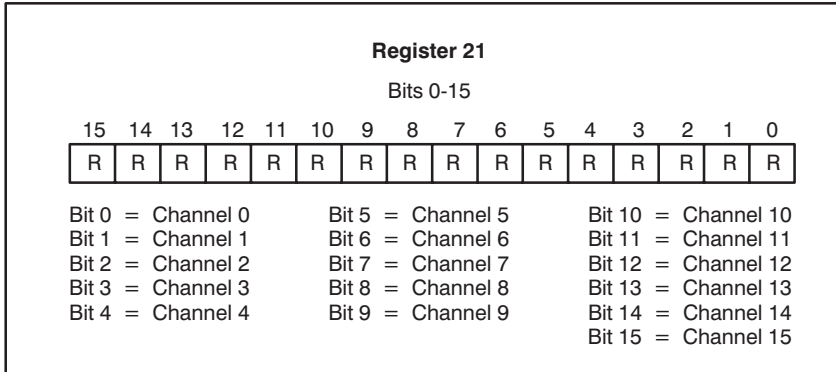 Register 21
Bits 0-15
15 14 13 12 11 10 9 8 7 6 5 4 3 2 1 0
R R R R R R R R R R R R R R R R
Bit 0 = Channel 0 Bit 5 = Channel 5 Bit 10 = Channel 10
Bit 1 = Channel 1 Bit 6 = Channel 6 Bit 11 = Channel 11
Bit 2 = Channel 2 Bit 7 = Channel 7 Bit 12 = Channel 12
Bit 3 = Channel 3 Bit 8 = Channel 8 Bit 13 = Channel 13
Bit 4 = Channel 4 Bit 9 = Channel 9 Bit 14 = Channel 14
Bit 15 = Channel 15